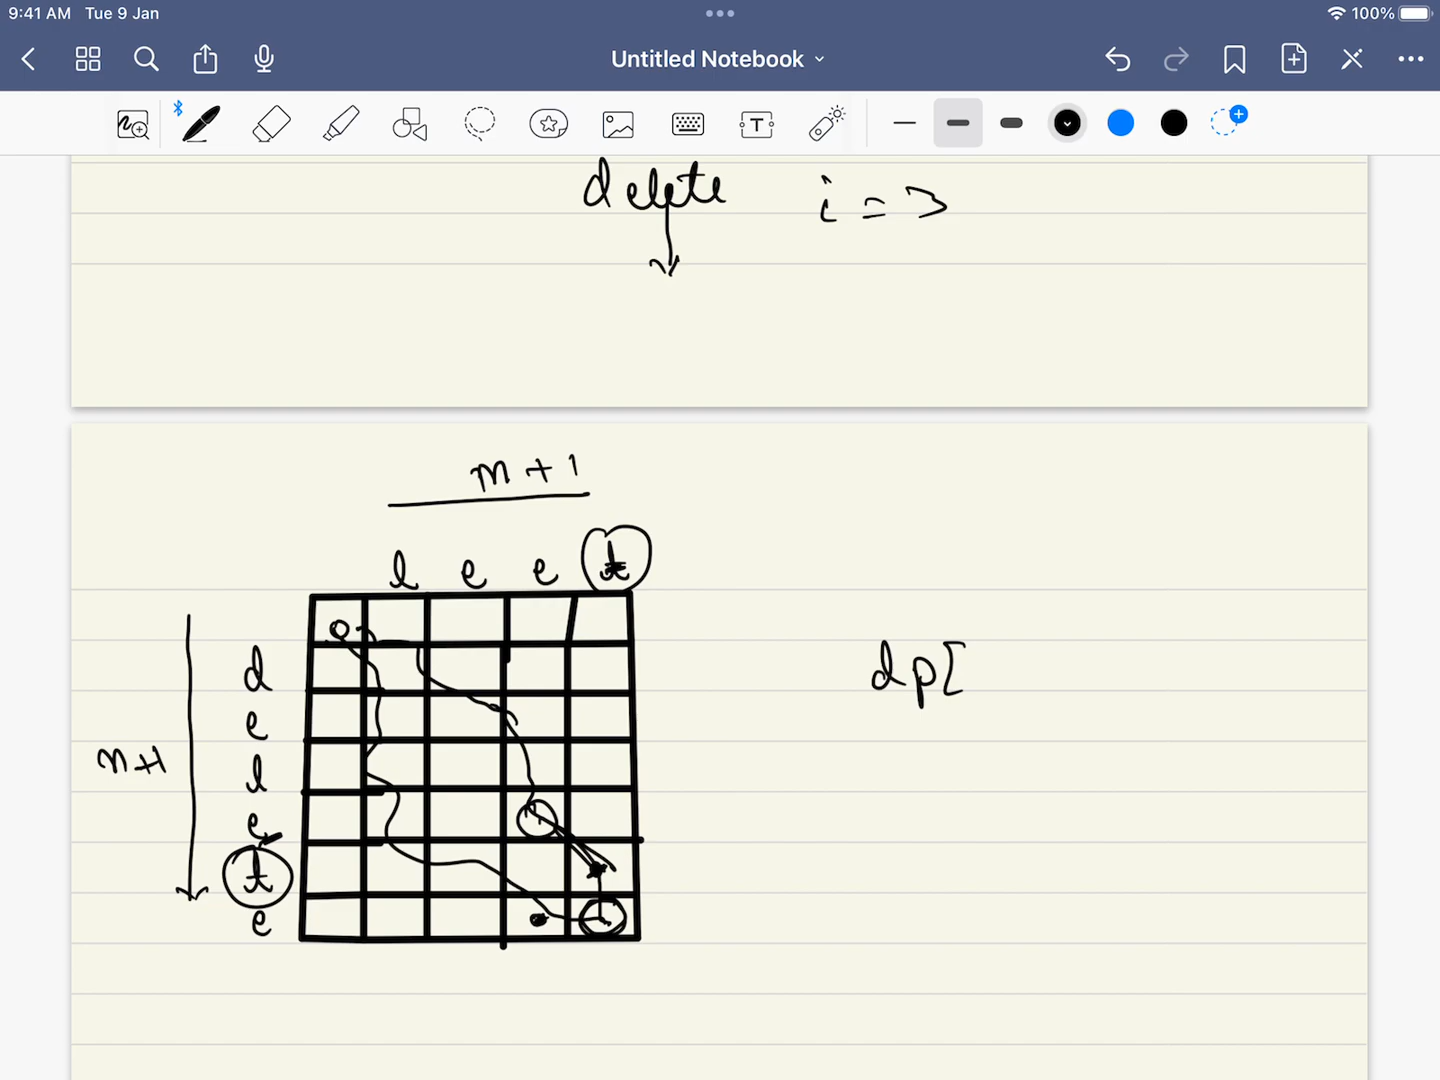 9:41 AM Tue 9 Jan 100%
Untitled Notebook
T
delete i = 3
m + 1
l e e t
d
e
l
e
t
e
n+1
dp[